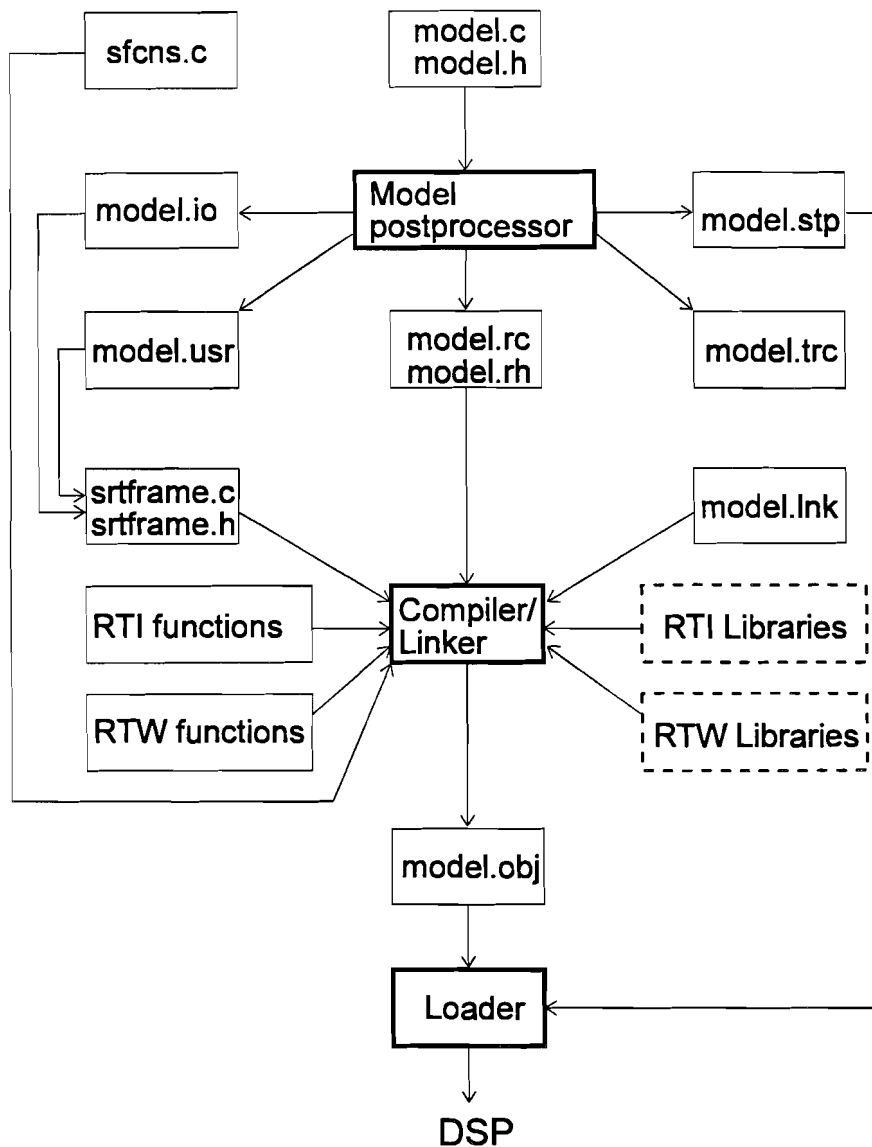 sfcns.c
model.c
model.h
model.io
Model
postprocessor
model.stp
model.usr
model.rc
model.rh
model.trc
srtframe.c
srtframe.h
model.lnk
RTI functions
Compiler/
Linker
RTI Libraries
RTW functions
RTW Libraries
model.obj
Loader
DSP